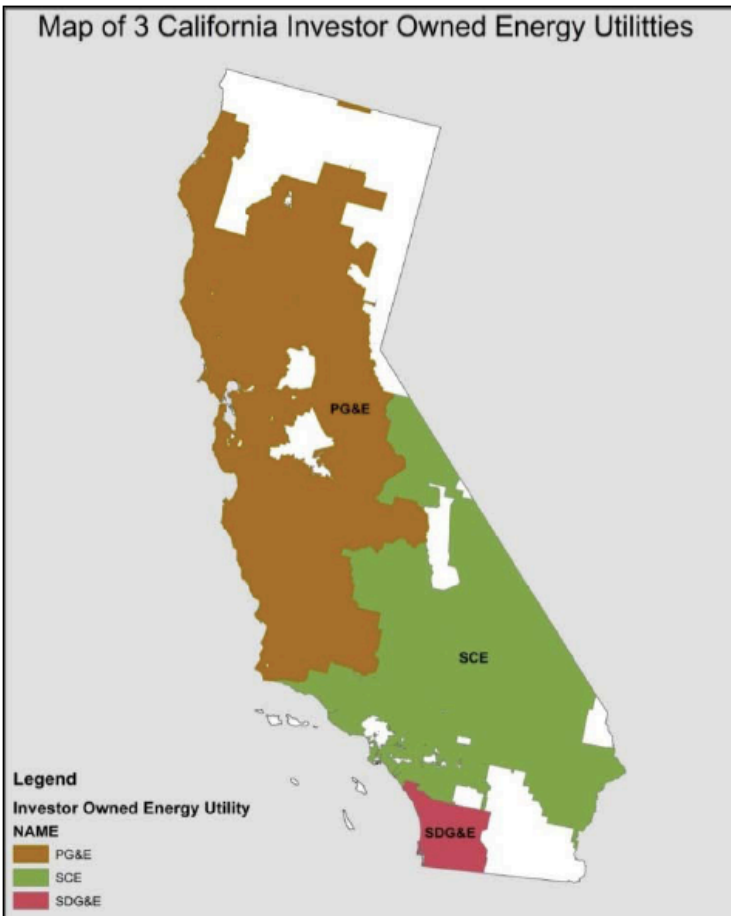 Map of 3 California Investor Owned Energy Utilitties
PG&E
SCE
SDG&E
Legend
Investor Owned Energy Utility
NAME
PG&E
SCE
SDG&E